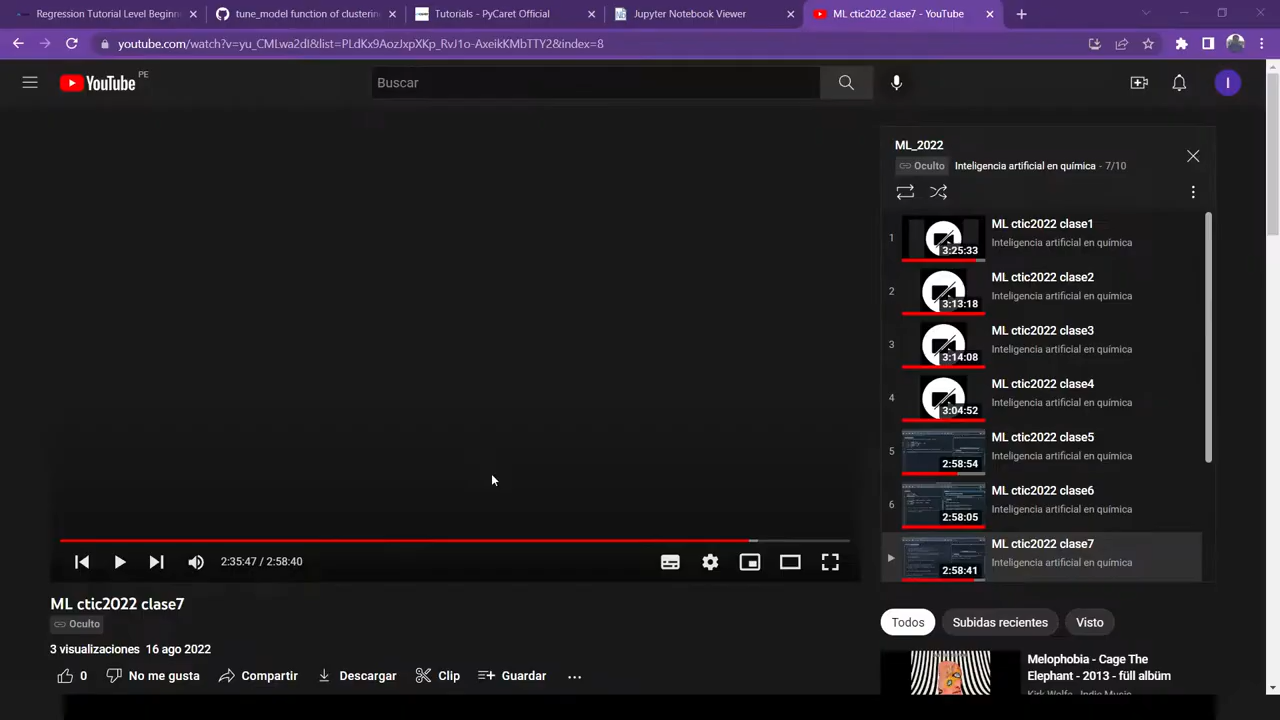 Regression Tutorial Level Beginn
tune_model function of clusterin
Tutorials - PyCaret Official
Jupyter Notebook Viewer
ML ctic2022 clase7 - YouTube
youtube.com/watch?v=yu_CMLwa2dI&list=PLdKx9AozJxpXKp_RvJ1o-AxeikKMbTTY2&index=8
YouTube PE
Buscar
I
ML_2022
Oculto Inteligencia artificial en química - 7/10
1
3:25:33
ML ctic2022 clase1
Inteligencia artificial en química
2
3:13:18
ML ctic2022 clase2
Inteligencia artificial en química
3
3:14:08
ML ctic2022 clase3
Inteligencia artificial en química
4
3:04:52
ML ctic2022 clase4
Inteligencia artificial en química
5
2:58:54
ML ctic2022 clase5
Inteligencia artificial en química
6
2:58:05
ML ctic2022 clase6
Inteligencia artificial en química
2:58:41
ML ctic2022 clase7
Inteligencia artificial en química
2:35:47 / 2:58:40
ML ctic2022 clase7
Oculto
3 visualizaciones 16 ago 2022
0 No me gusta Compartir Descargar Clip Guardar
Todos Subidas recientes Visto
Melophobia - Cage The
Elephant - 2013 - füll albüm